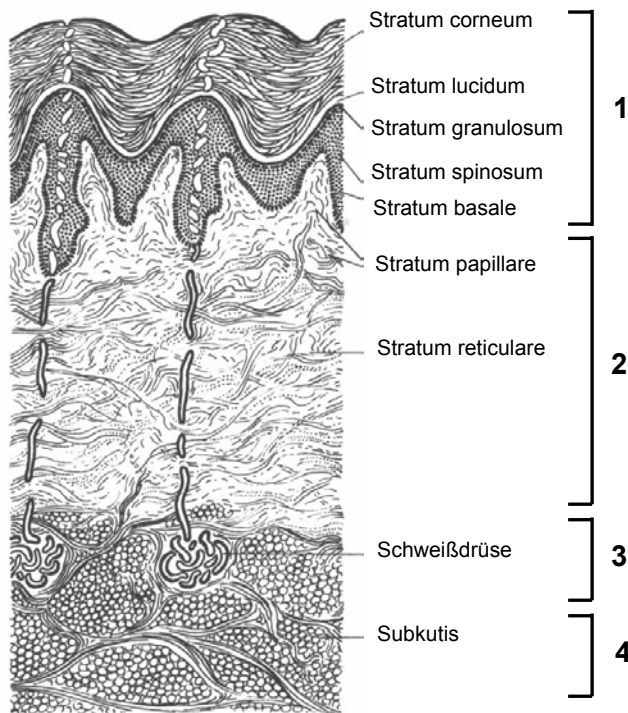 Stratum corneum
Stratum lucidum
Stratum granulosum
Stratum spinosum
Stratum basale
Stratum papillare
Stratum reticulare
Schweißdrüse
Subkutis
1
2
3
4